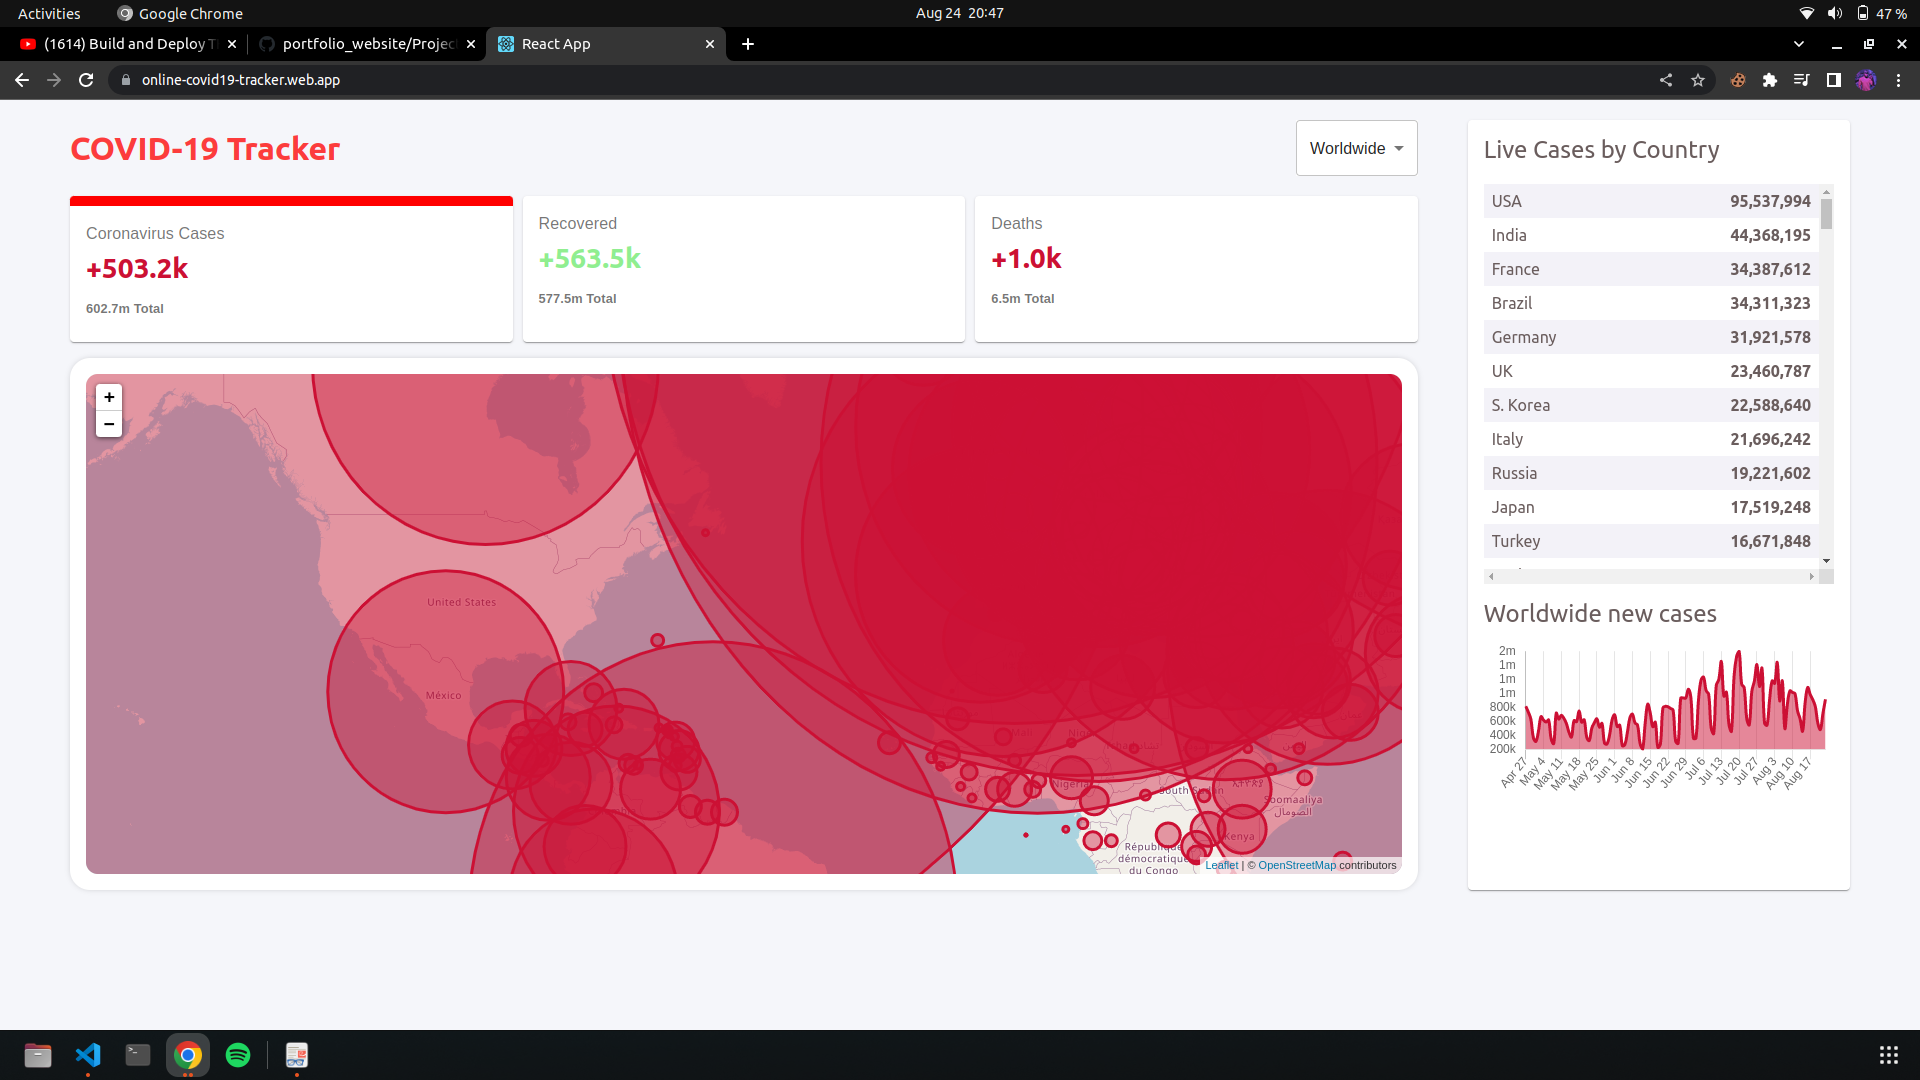 Activities
Google Chrome
Aug 24 20:47
47 %
(1614) Build and Deploy T
portfolio_website/Projec
React App
online-covid19-tracker.web.app
COVID-19 Tracker
Worldwide
Coronavirus Cases
+503.2k
602.7m Total
Recovered
+563.5k
577.5m Total
Deaths
+1.0k
6.5m Total
+
−
United States
México
Nigeria
South Sudan
Soomaaliya
الصومال
Kenya
République
démocratique
du Congo
Leaflet | © OpenStreetMap contributors
Live Cases by Country
USA 95,537,994
India 44,368,195
France 34,387,612
Brazil 34,311,323
Germany 31,921,578
UK 23,460,787
S. Korea 22,588,640
Italy 21,696,242
Russia 19,221,602
Japan 17,519,248
Turkey 16,671,848
Worldwide new cases
2m
1m
1m
1m
800k
600k
400k
200k
Apr 27 May 4 May 11 May 18 May 25 Jun 1 Jun 8 Jun 15 Jun 22 Jun 29 Jul 6 Jul 13 Jul 20 Jul 27 Aug 3 Aug 10 Aug 17